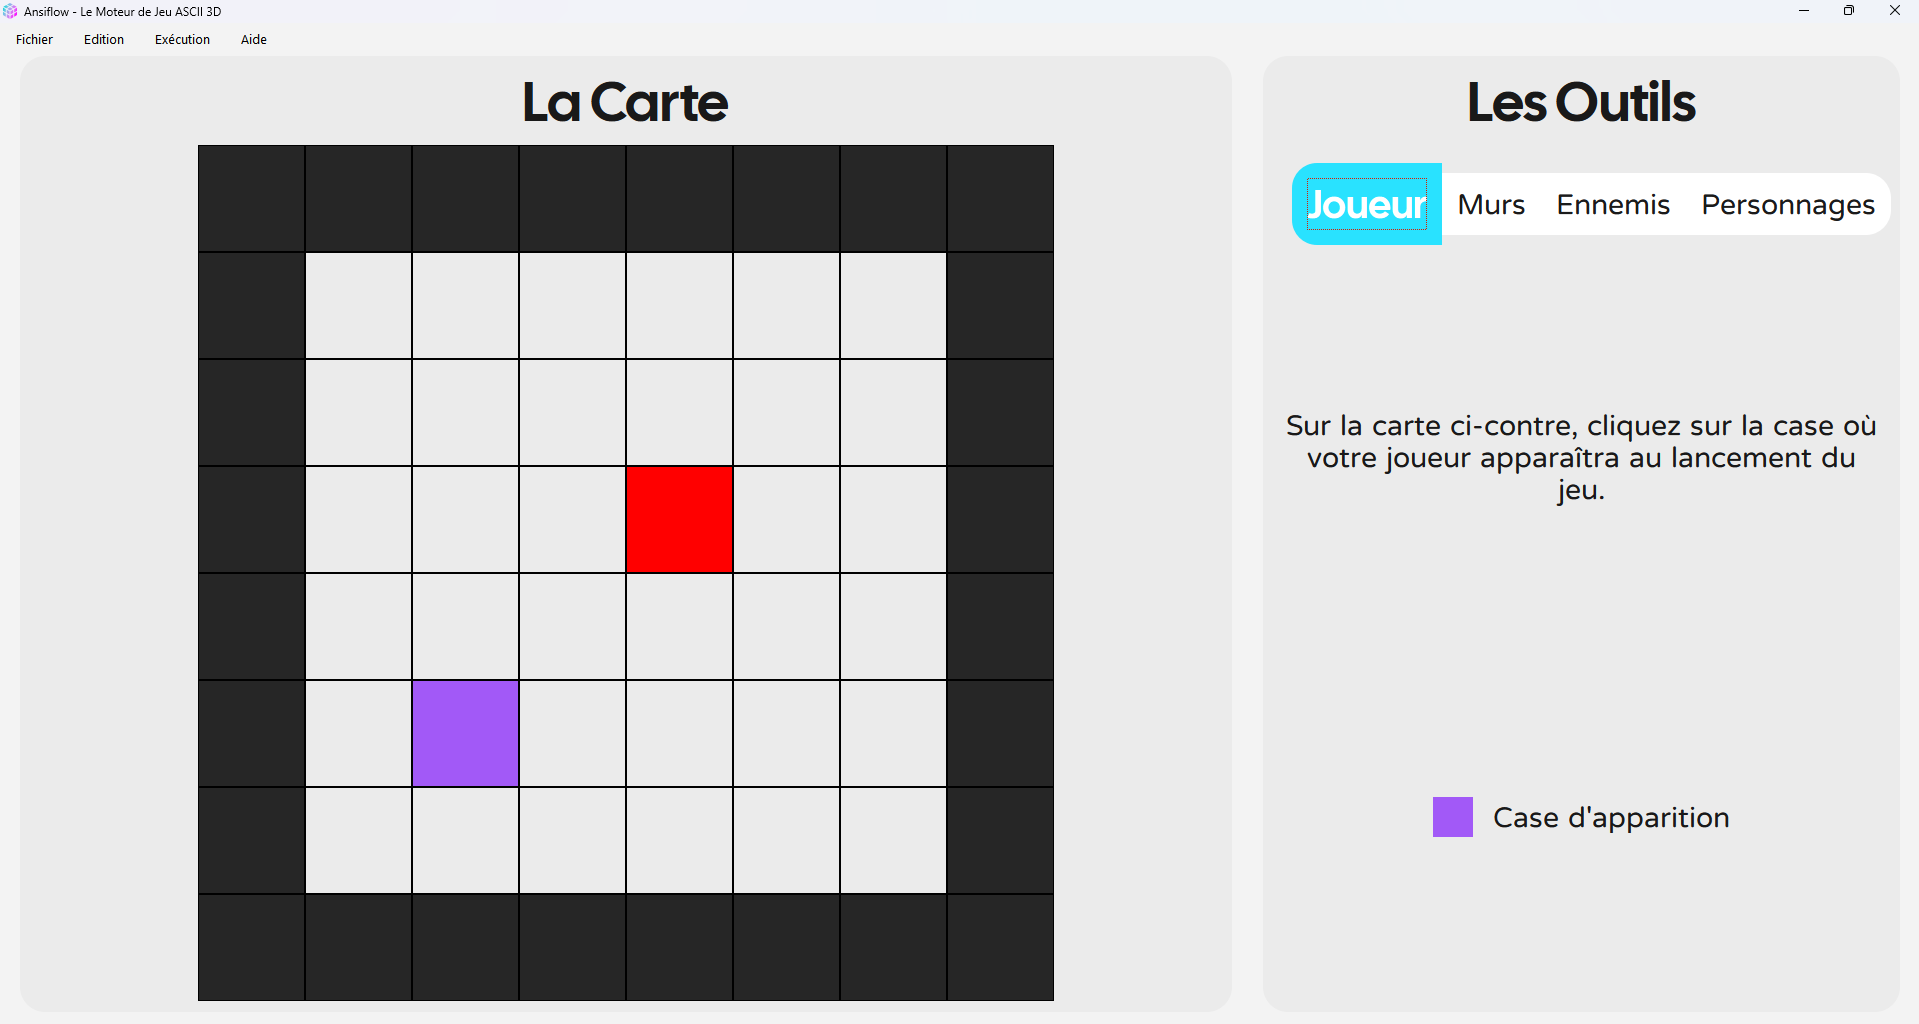 Ansiflow - Le Moteur de Jeu ASCII 3D
Fichier Edition Exécution Aide
La Carte
Les Outils
Joueur Murs Ennemis Personnages
Sur la carte ci-contre, cliquez sur la case où
votre joueur apparaîtra au lancement du
jeu.
Case d'apparition